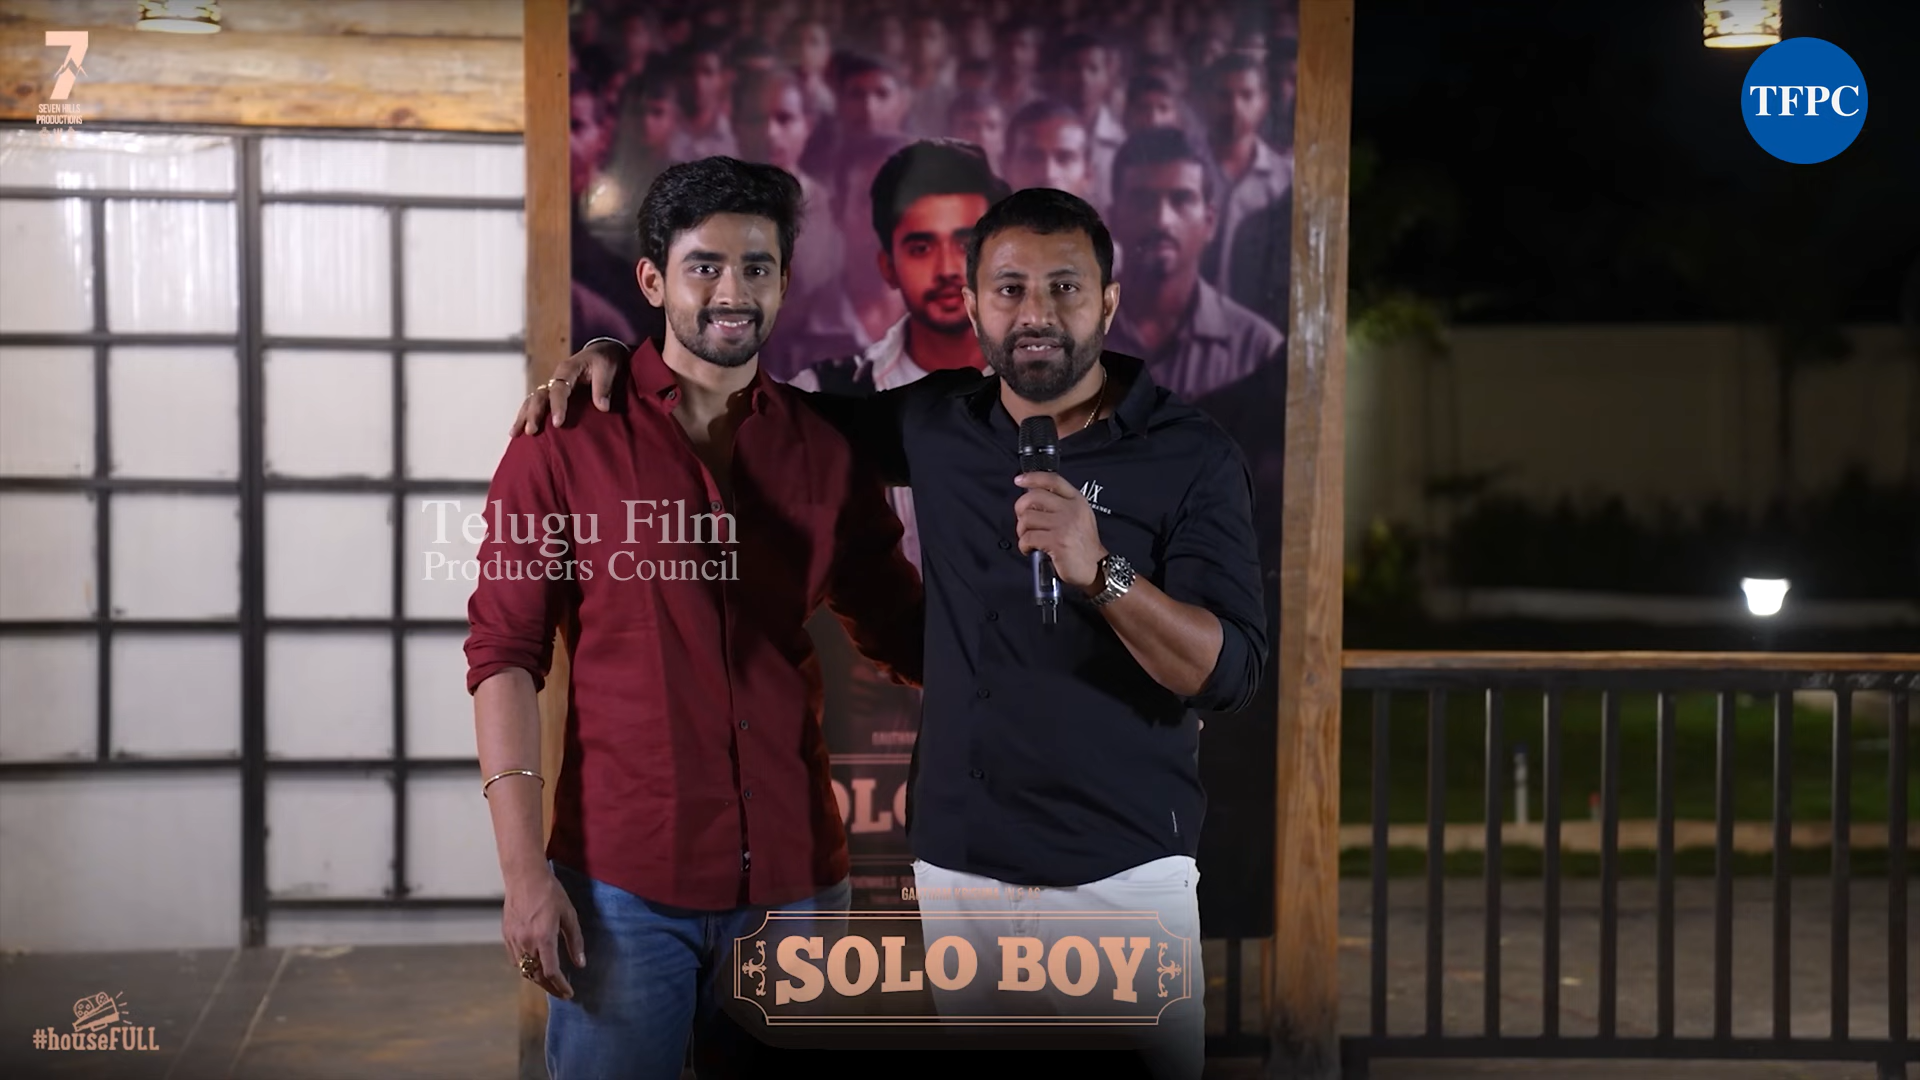 7
SEVEN HILLS
PRODUCTIONS
TFPC
A|X
Telugu Film
Producers Council
SOLO BOY
#houseFULL